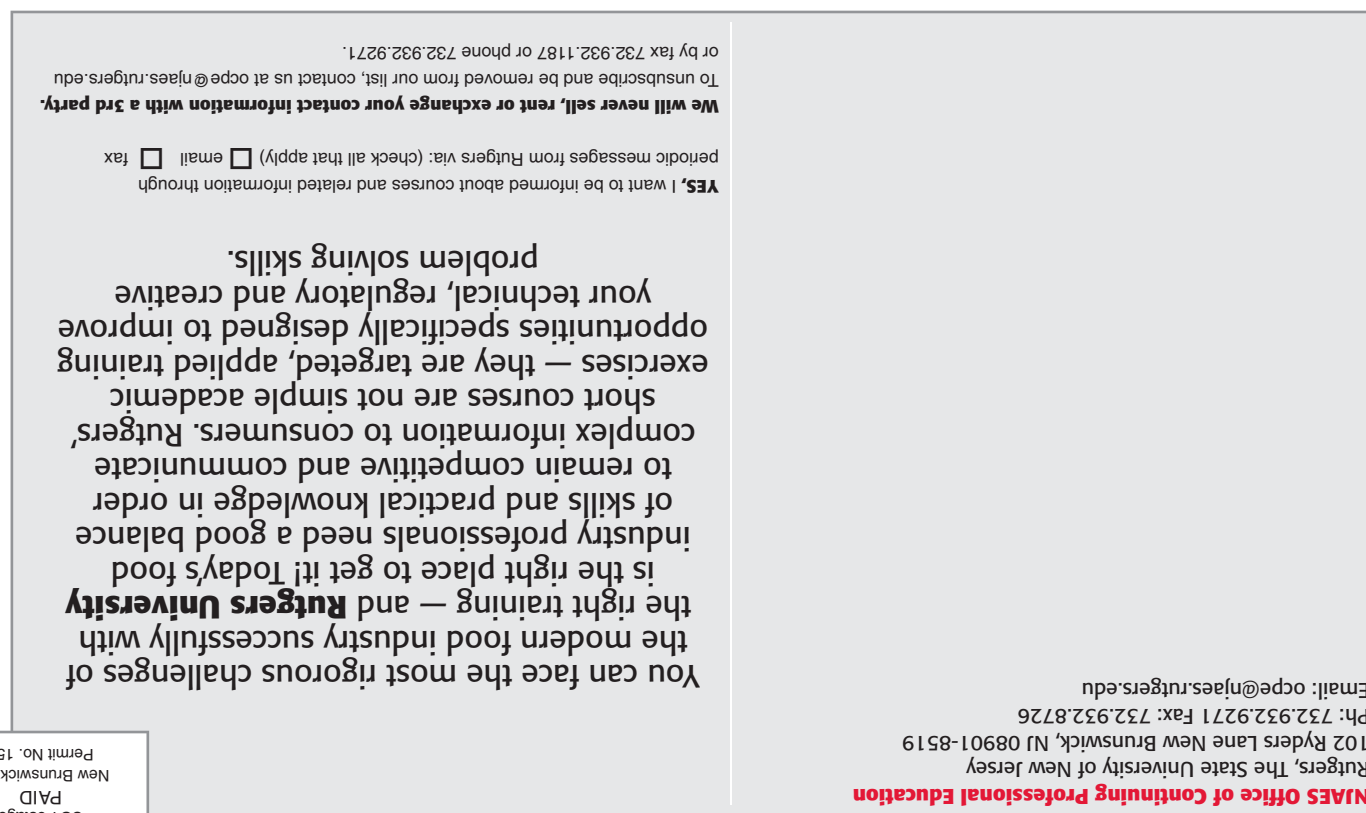 NJAES Office of Continuing Professional Education
Rutgers, The State University of New Jersey
102 Ryders Lane New Brunswick, NJ 08901-8519
Ph: 732.932.9271 Fax: 732.932.8726
Email: ocpe@njaes.rutgers.edu
PAID
New Brunswick
Permit No. 15
You can face the most rigorous challenges of
the modern food industry successfully with
the right training — and Rutgers University
is the right place to get it! Today's food
industry professionals need a good balance
of skills and practical knowledge in order
to remain competitive and communicate
complex information to consumers. Rutgers'
short courses are not simple academic
exercises — they are targeted, applied training
opportunities specifically designed to improve
your technical, regulatory and creative
problem solving skills.
YES, I want to be informed about courses and related information through
periodic messages from Rutgers via: (check all that apply) ☐ email ☐ fax
We will never sell, rent or exchange your contact information with a 3rd party.
To unsubscribe and be removed from our list, contact us at ocpe@njaes.rutgers.edu
or by fax 732.932.1187 or phone 732.932.9271.